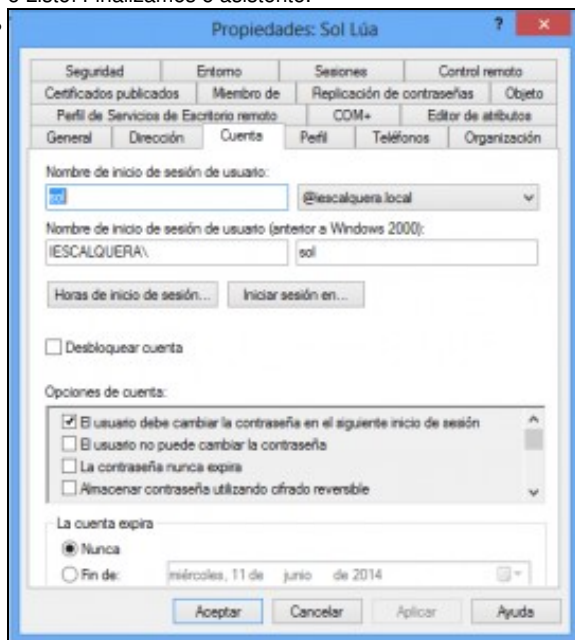 o Listo! Finalizamos o asistente.
Propiedades: Sol Lúa
Seguridad Entorno Sesiones Control remoto
Certificados publicados Miembro de Replicación de contraseñas Objeto
Perfil de Servicios de Escritorio remoto COM+ Editor de atributos
General Dirección Cuenta Perfil Teléfonos Organización
Nombre de inicio de sesión de usuario:
sol @iescalquera.local
Nombre de inicio de sesión de usuario (anterior a Windows 2000):
IESCALQUERA\ sol
Horas de inicio de sesión... Iniciar sesión en...
Desbloquear cuenta
Opciones de cuenta:
El usuario debe cambiar la contraseña en el siguiente inicio de sesión
El usuario no puede cambiar la contraseña
La contraseña nunca expira
Almacenar contraseña utilizando cifrado reversible
La cuenta expira
Nunca
Fin de: miércoles, 11 de junio de 2014
Aceptar Cancelar Aplicar Ayuda